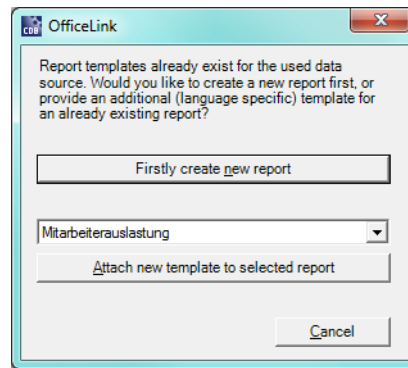 CDB OfficeLink
Report templates already exist for the used data
source. Would you like to create a new report first, or
provide an additional (language specific) template for
an already existing report?
Firstly create new report
Mitarbeiterauslastung
Attach new template to selected report
Cancel